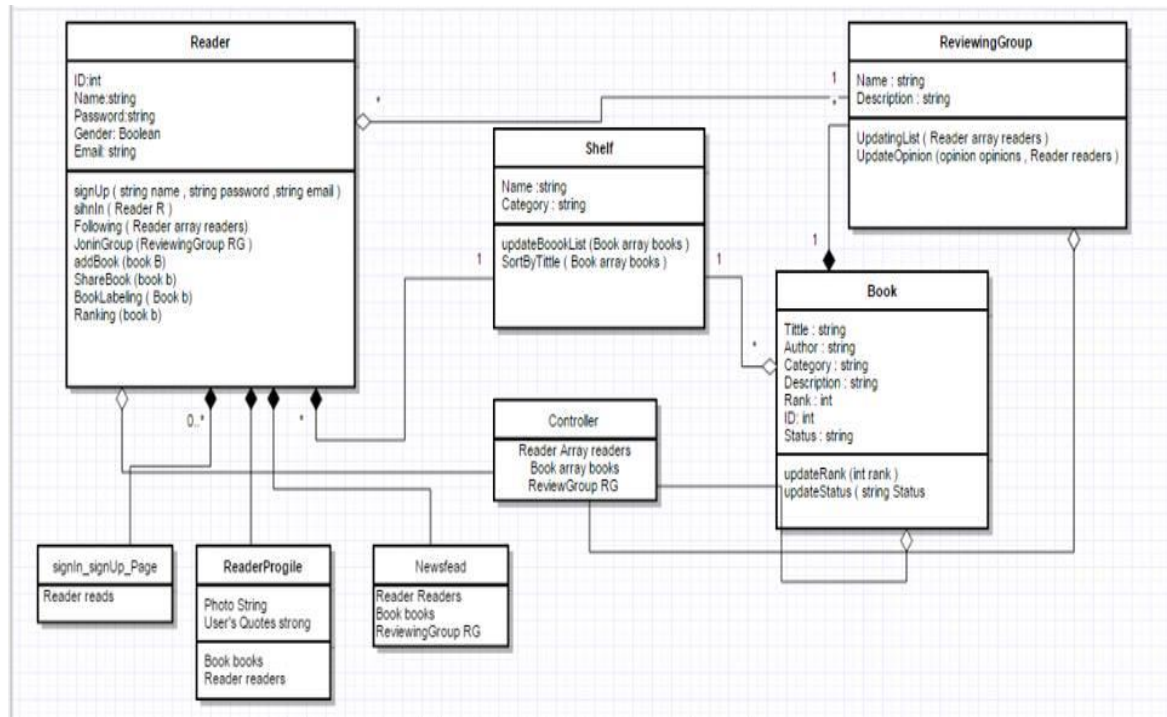 Reader
ID:int
Name:string
Password:string
Gender: Boolean
Email: string
signUp ( string name , string password ,string email )
sihnIn ( Reader R )
Following ( Reader array readers)
JoninGroup (ReviewingGroup RG )
addBook (book B)
ShareBook (book b)
BookLabeling ( Book b)
Ranking (book b)
*
1
*
ReviewingGroup
Name : string
Description : string
UpdatingList ( Reader array readers )
UpdateOpinion (opinion opinions , Reader readers )
Shelf
Name :string
Category : string
updateBoookList (Book array books )
SortByTittle ( Book array books )
1
1
1
*
Book
Tittle : string
Author : string
Category : string
Description : string
Rank : int
ID: int
Status : string
updateRank (int rank )
updateStatus ( string Status
0..*
*
Controller
Reader Array readers
Book array books
ReviewGroup RG
signIn_signUp_Page
Reader reads
ReaderProgile
Photo String
User's Quotes strong
Book books
Reader readers
Newsfead
Reader Readers
Book books
ReviewingGroup RG